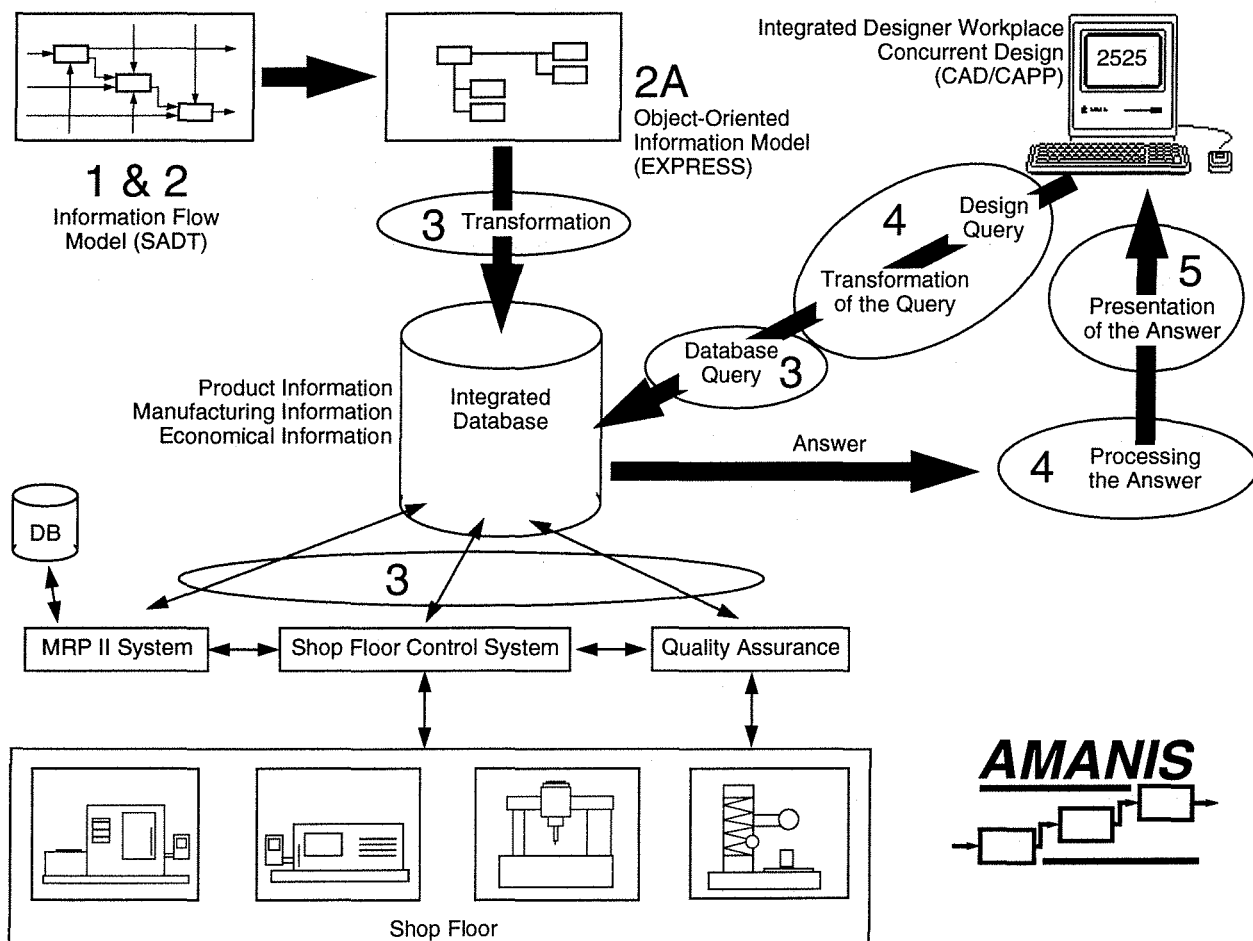 Integrated Designer Workplace
Concurrent Design
(CAD/CAPP)
2525
1 & 2
Information Flow
Model (SADT)
2A
Object-Oriented
Information Model
(EXPRESS)
3 Transformation
4
Design
Query
Transformation
of the Query
Database
Query 3
5
Presentation
of the Answer
Product Information
Manufacturing Information
Economical Information
Integrated
Database
Answer
4
Processing
the Answer
DB
3
MRP II System
Shop Floor Control System
Quality Assurance
Shop Floor
AMANIS